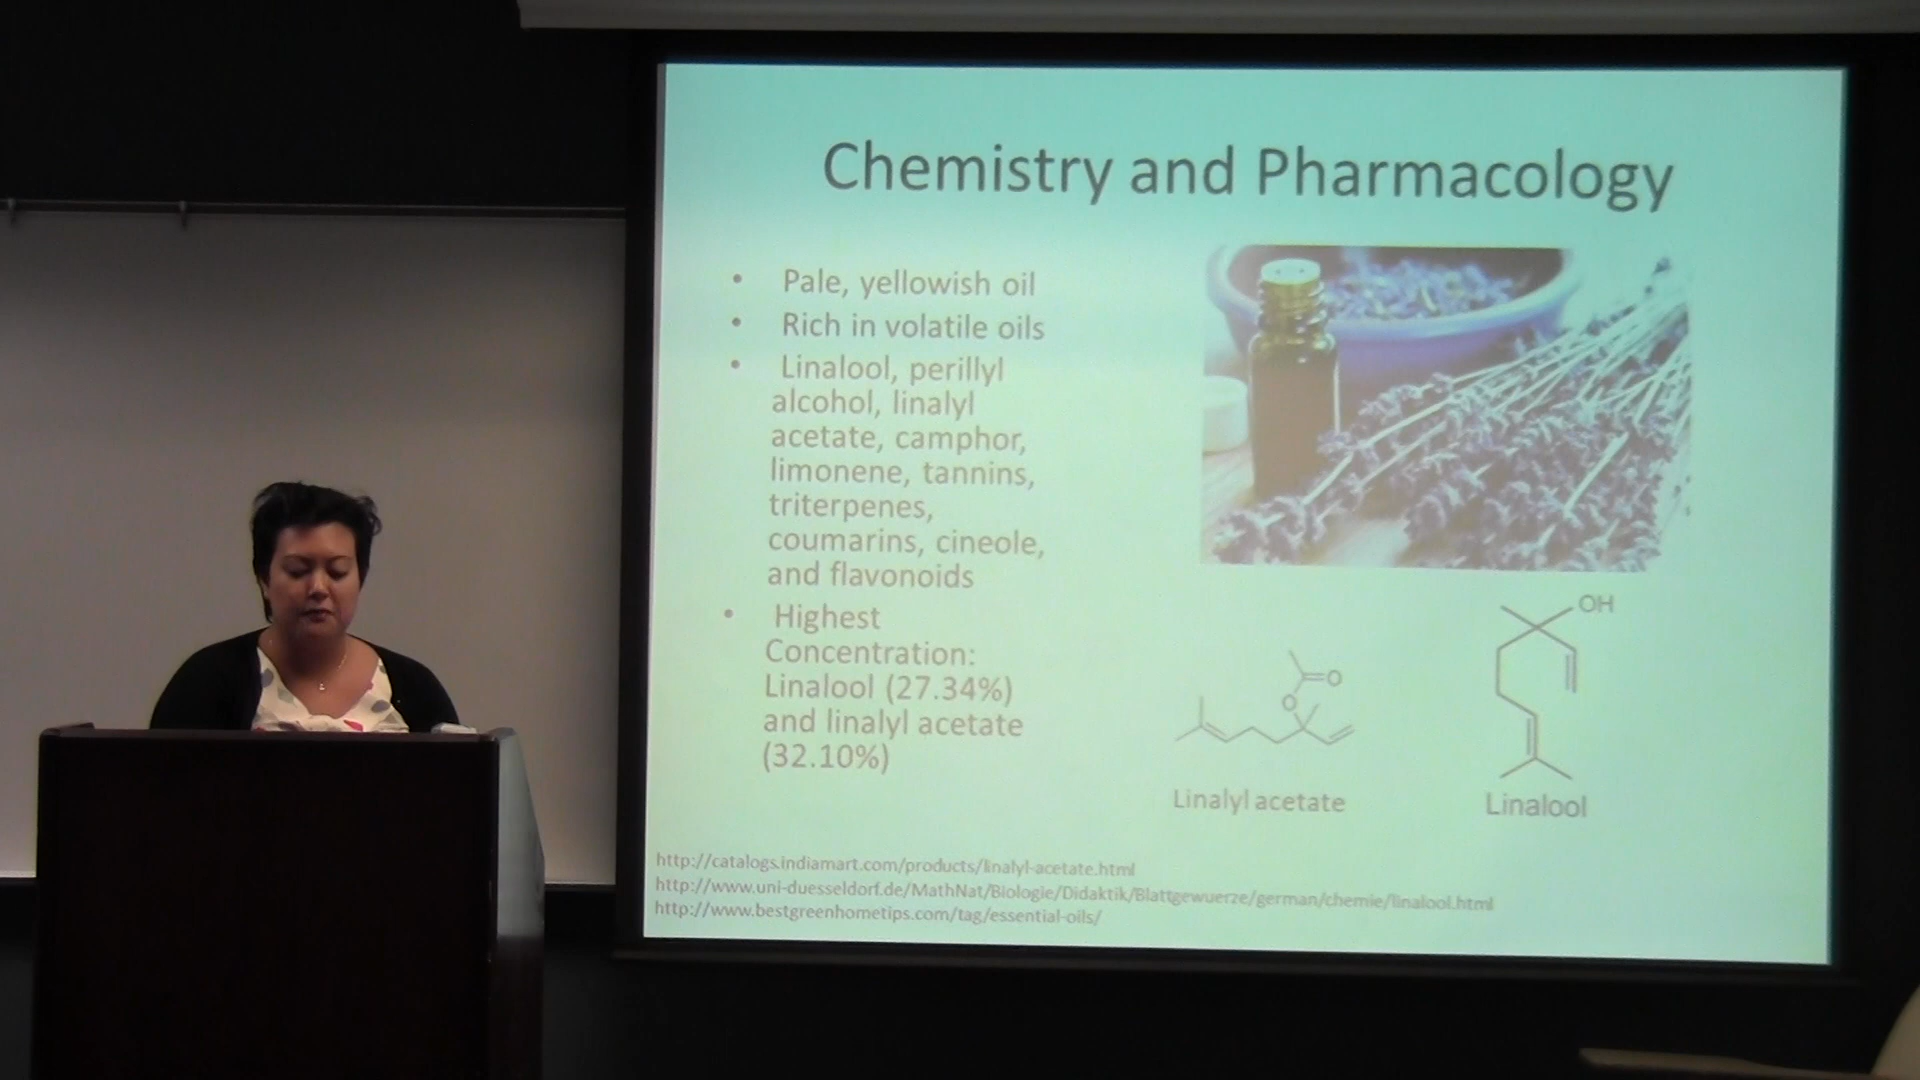 Chemistry and Pharmacology
• Pale, yellowish oil
• Rich in volatile oils
• Linalool, perillyl
alcohol, linalyl
acetate, camphor,
limonene, tannins,
triterpenes,
coumarins, cineole,
and flavonoids
• Highest
Concentration:
Linalool (27.34%)
and linalyl acetate
(32.10%)
O
O
Linalyl acetate
OH
Linalool
http://catalogs.indiamart.com/products/linalyl-acetate.html
http://www.uni-duesseldorf.de/MathNat/Biologie/Didaktik/Blattgewuerze/german/chemie/linalool.html
http://www.bestgreenhometips.com/tag/essential-oils/